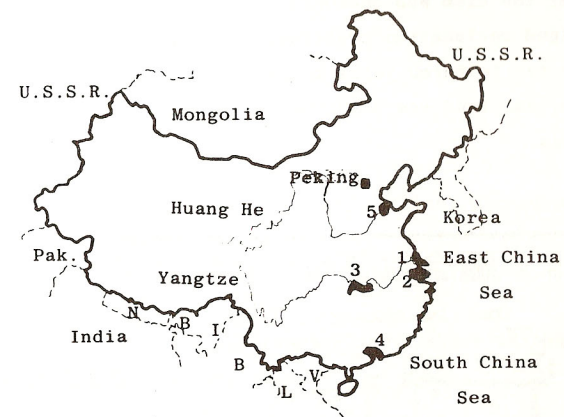 U.S.S.R.
U.S.S.R.
Mongolia
Peking
Huang He
5
Korea
Pak.
1
East China
Sea
Yangtze
3
2
N
B
I
India
4
B
V
L
South China
Sea